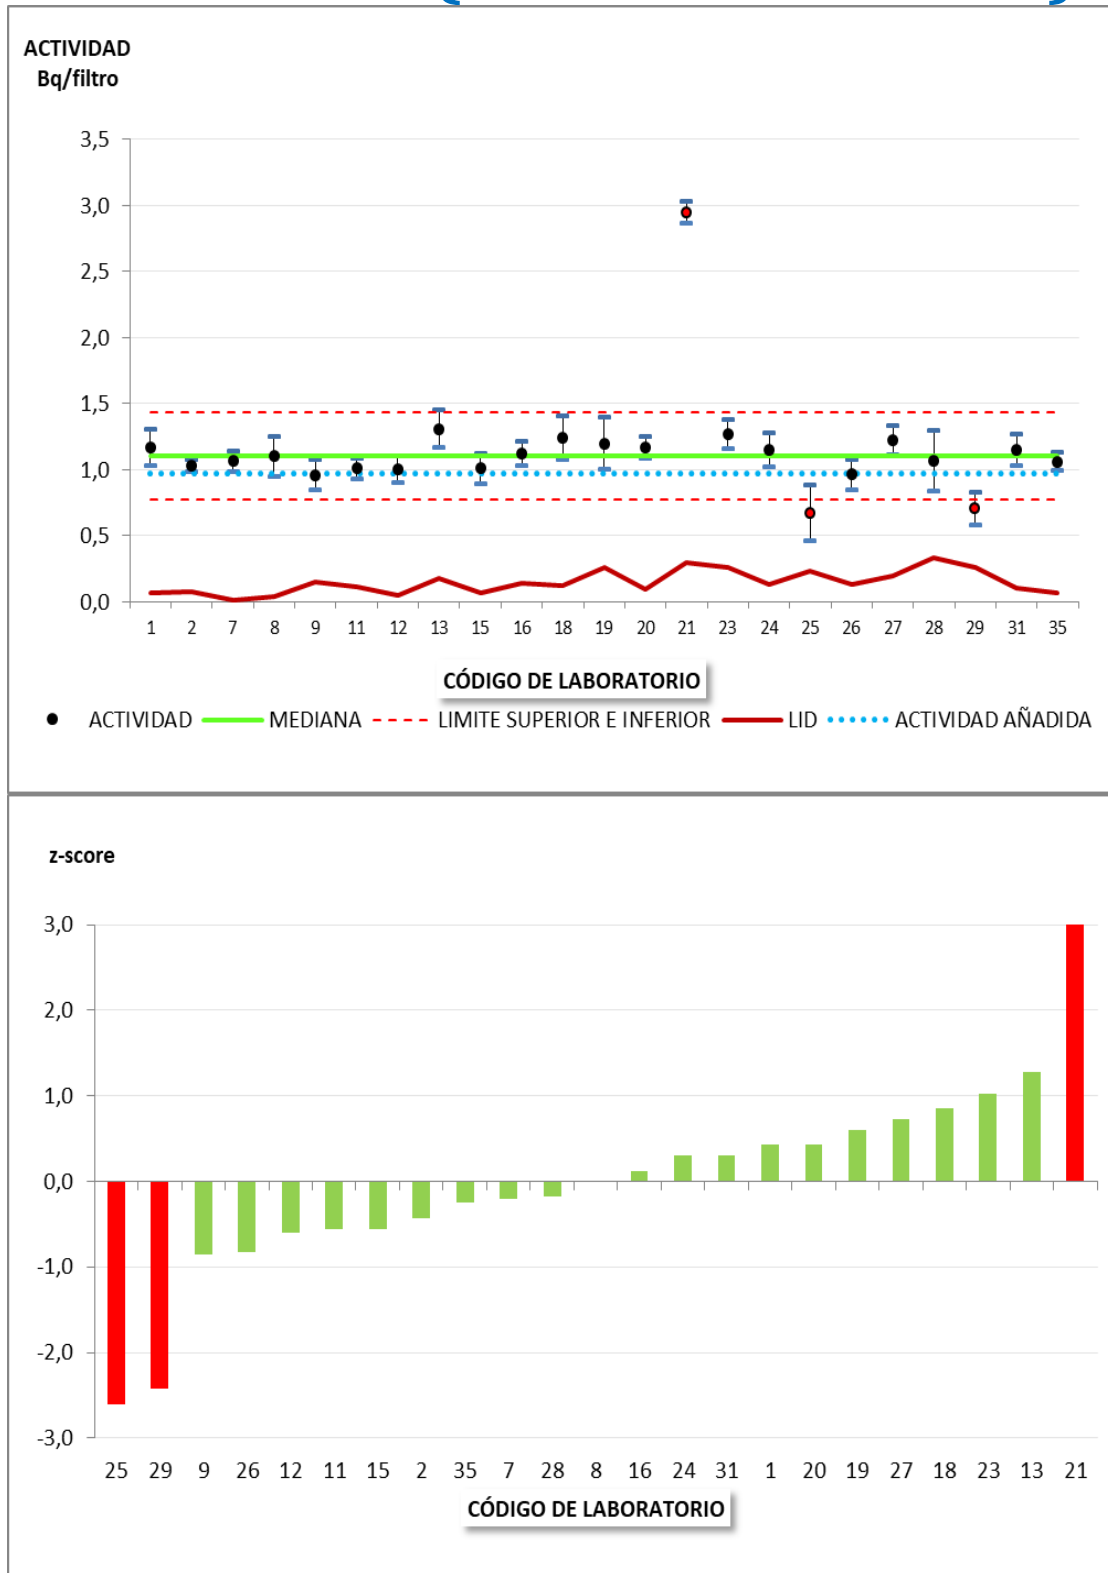 ACTIVIDAD
Bq/filtro
3,5
3,0
2,5
2,0
1,5
1,0
0,5
0,0
1 2 7 8 9 11 12 13 15 16 18 19 20 21 23 24 25 26 27 28 29 31 35
CÓDIGO DE LABORATORIO
ACTIVIDAD MEDIANA LIMITE SUPERIOR E INFERIOR LID ACTIVIDAD AÑADIDA
z-score
3,0
2,0
1,0
0,0
-1,0
-2,0
-3,0
25 29 9 26 12 11 15 2 35 7 28 8 16 24 31 1 20 19 27 18 23 13 21
CÓDIGO DE LABORATORIO